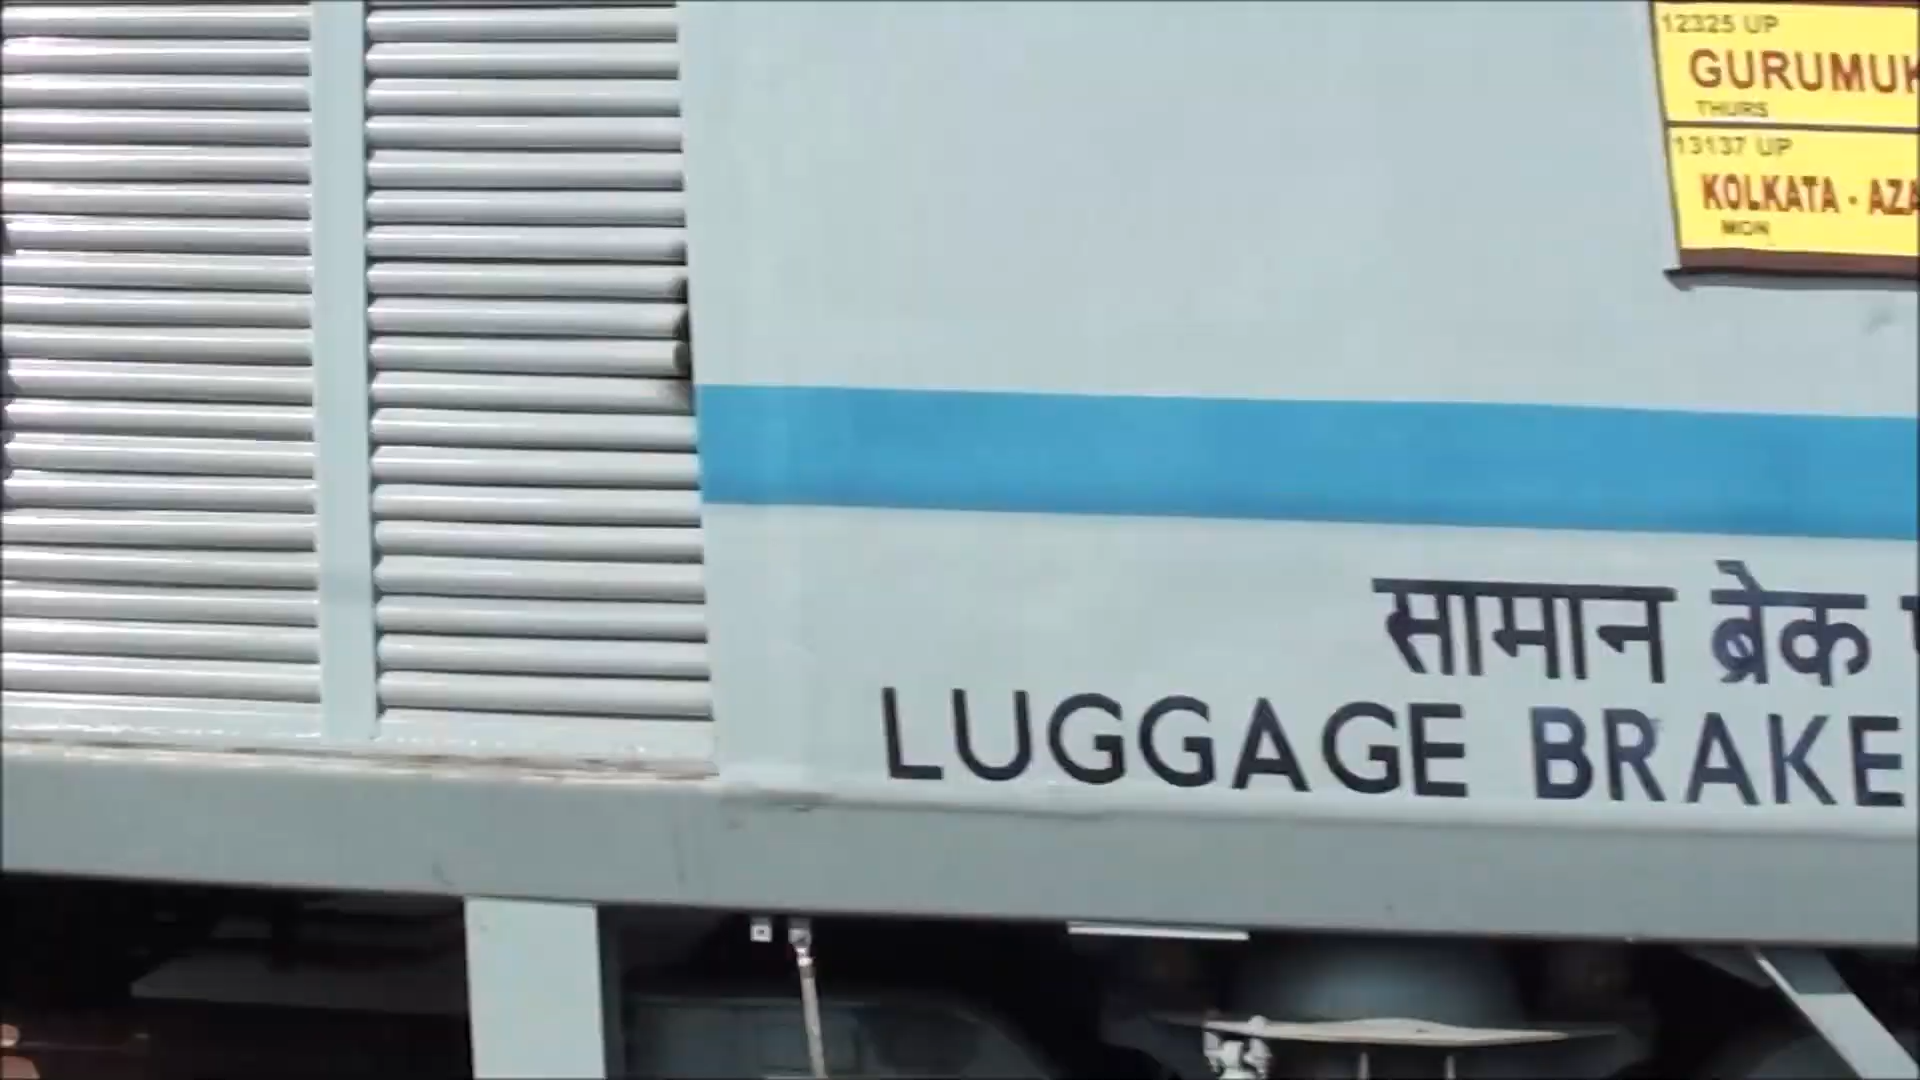 12325 UP
GURUMUK
THURS
13137 UP
KOLKATA - AZA
MON
सामान ब्रेक
LUGGAGE BRAKE